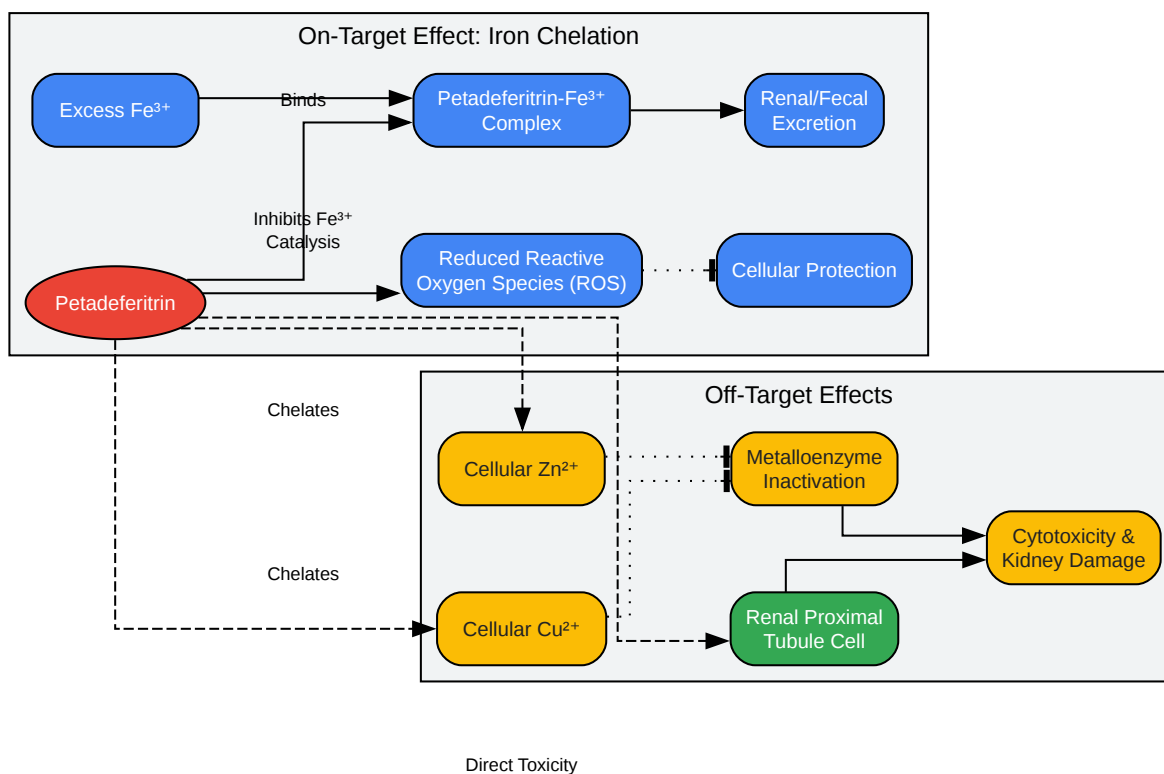 On-Target Effect: Iron Chelation
Excess Fe³⁺
Binds
Petadeferitrin-Fe³⁺
Complex
Renal/Fecal
Excretion
Inhibits Fe³⁺
Catalysis
Reduced Reactive
Oxygen Species (ROS)
Cellular Protection
Petadeferitrin
Off-Target Effects
Chelates
Cellular Zn²⁺
Metalloenzyme
Inactivation
Cytotoxicity &
Kidney Damage
Chelates
Cellular Cu²⁺
Renal Proximal
Tubule Cell
Direct Toxicity